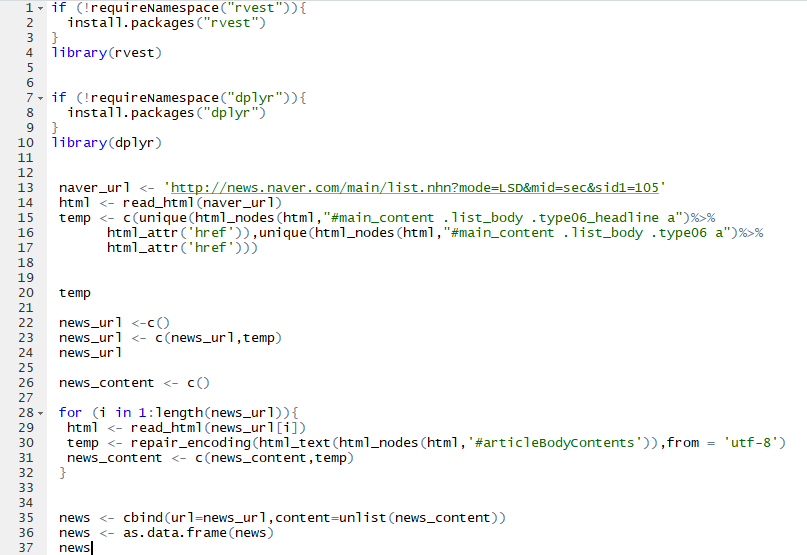 1 if (!requireNamespace("rvest")){
2   install.packages("rvest")
3 }
4 library(rvest)
5
6
7 if (!requireNamespace("dplyr")){
8   install.packages("dplyr")
9 }
10 library(dplyr)
11
12
13  naver_url <- 'http://news.naver.com/main/list.nhn?mode=LSD&mid=sec&sid1=105'
14  html <- read_html(naver_url)
15  temp <- c(unique(html_nodes(html,"#main_content .list_body .type06_headline a")%>%
16        html_attr('href')),unique(html_nodes(html,"#main_content .list_body .type06 a")%>%
17        html_attr('href')))
18
19
20  temp
21
22  news_url <-c()
23  news_url <- c(news_url,temp)
24  news_url
25
26  news_content <- c()
27
28  for (i in 1:length(news_url)){
29   html <- read_html(news_url[i])
30   temp <- repair_encoding(html_text(html_nodes(html,'#articleBodyContents')),from = 'utf-8')
31   news_content <- c(news_content,temp)
32  }
33
34
35  news <- cbind(url=news_url,content=unlist(news_content))
36  news <- as.data.frame(news)
37  news